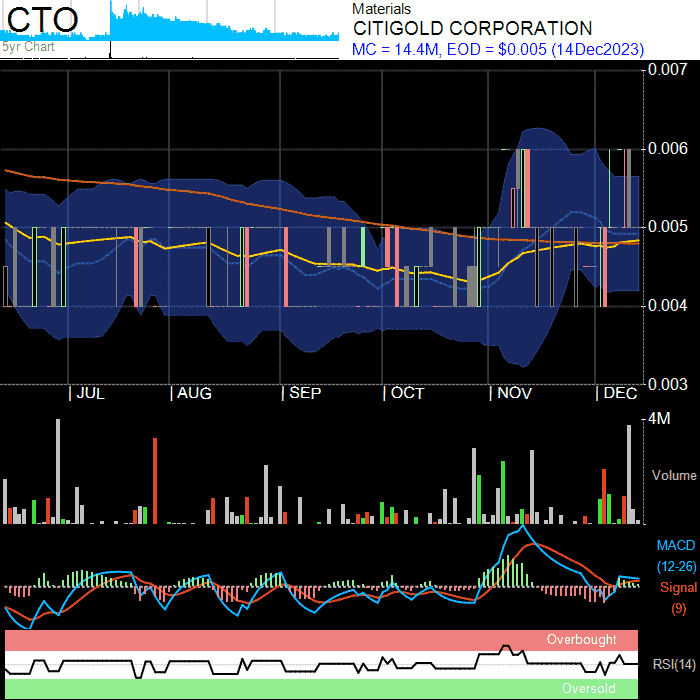 CTO
5yr Chart
Materials
CITIGOLD CORPORATION
MC = 14.4M, EOD = $0.005 (14Dec2023)
0.007
0.006
0.005
0.004
0.003
JUL AUG SEP OCT NOV DEC
4M
Volume
MACD
(12-26)
Signal
(9)
Overbought
RSI(14)
Oversold